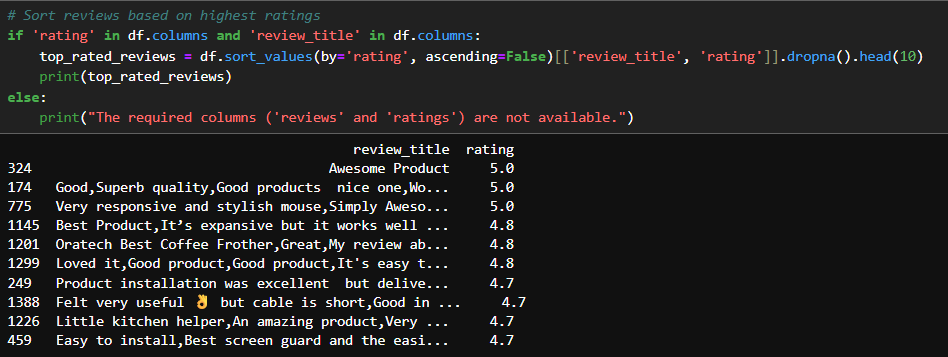 # Sort reviews based on highest ratings
if 'rating' in df.columns and 'review_title' in df.columns:
    top_rated_reviews = df.sort_values(by='rating', ascending=False)[['review_title', 'rating']].dropna().head(10)
    print(top_rated_reviews)
else:
    print("The required columns ('reviews' and 'ratings') are not available.")
review_title rating
324 Awesome Product 5.0
174 Good,Superb quality,Good products  nice one,Wo... 5.0
775 Very responsive and stylish mouse,Simply Aweso... 5.0
1145 Best Product,It’s expansive but it works well ... 4.8
1201 Oratech Best Coffee Frother,Great,My review ab... 4.8
1299 Loved it,Good product,Good product,It's easy t... 4.8
249 Product installation was excellent  but delive... 4.7
1388 Felt very useful 👌 but cable is short,Good in ... 4.7
1226 Little kitchen helper,An amazing product,Very ... 4.7
459 Easy to install,Best screen guard and the easi... 4.7